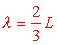 λ = 2/3 L